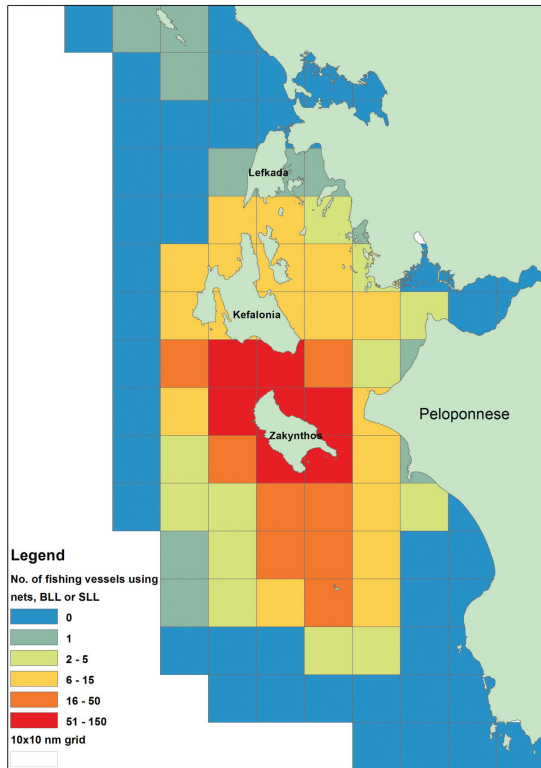 Lefkada
Kefalonia
Peloponnese
Zakynthos
Legend
No. of fishing vessels using
nets, BLL or SLL
0
1
2 - 5
6 - 15
16 - 50
51 - 150
10x10 nm grid